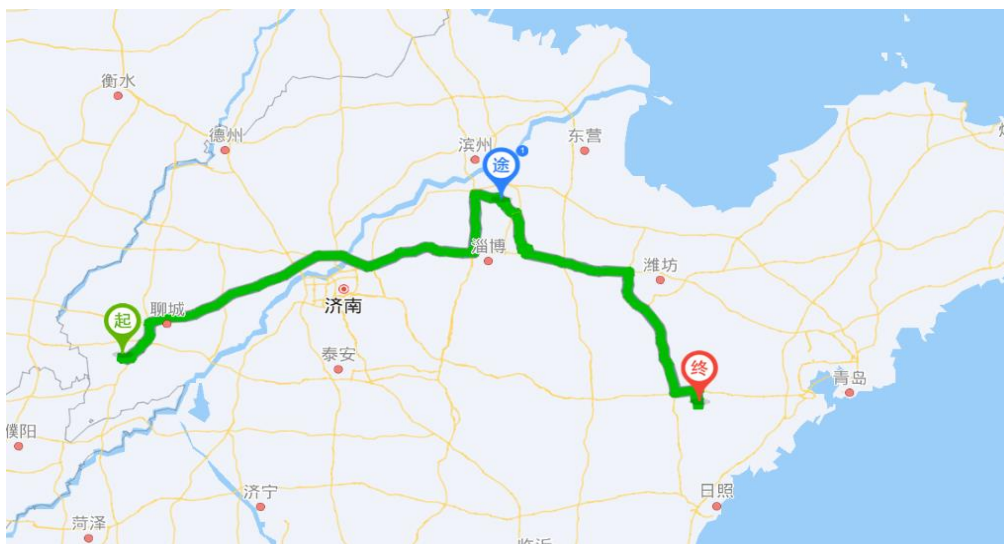 衡水
德州
滨州
东营
途
1
淄博
潍坊
聊城
济南
起
泰安
终
青岛
濮阳
济宁
日照
菏泽